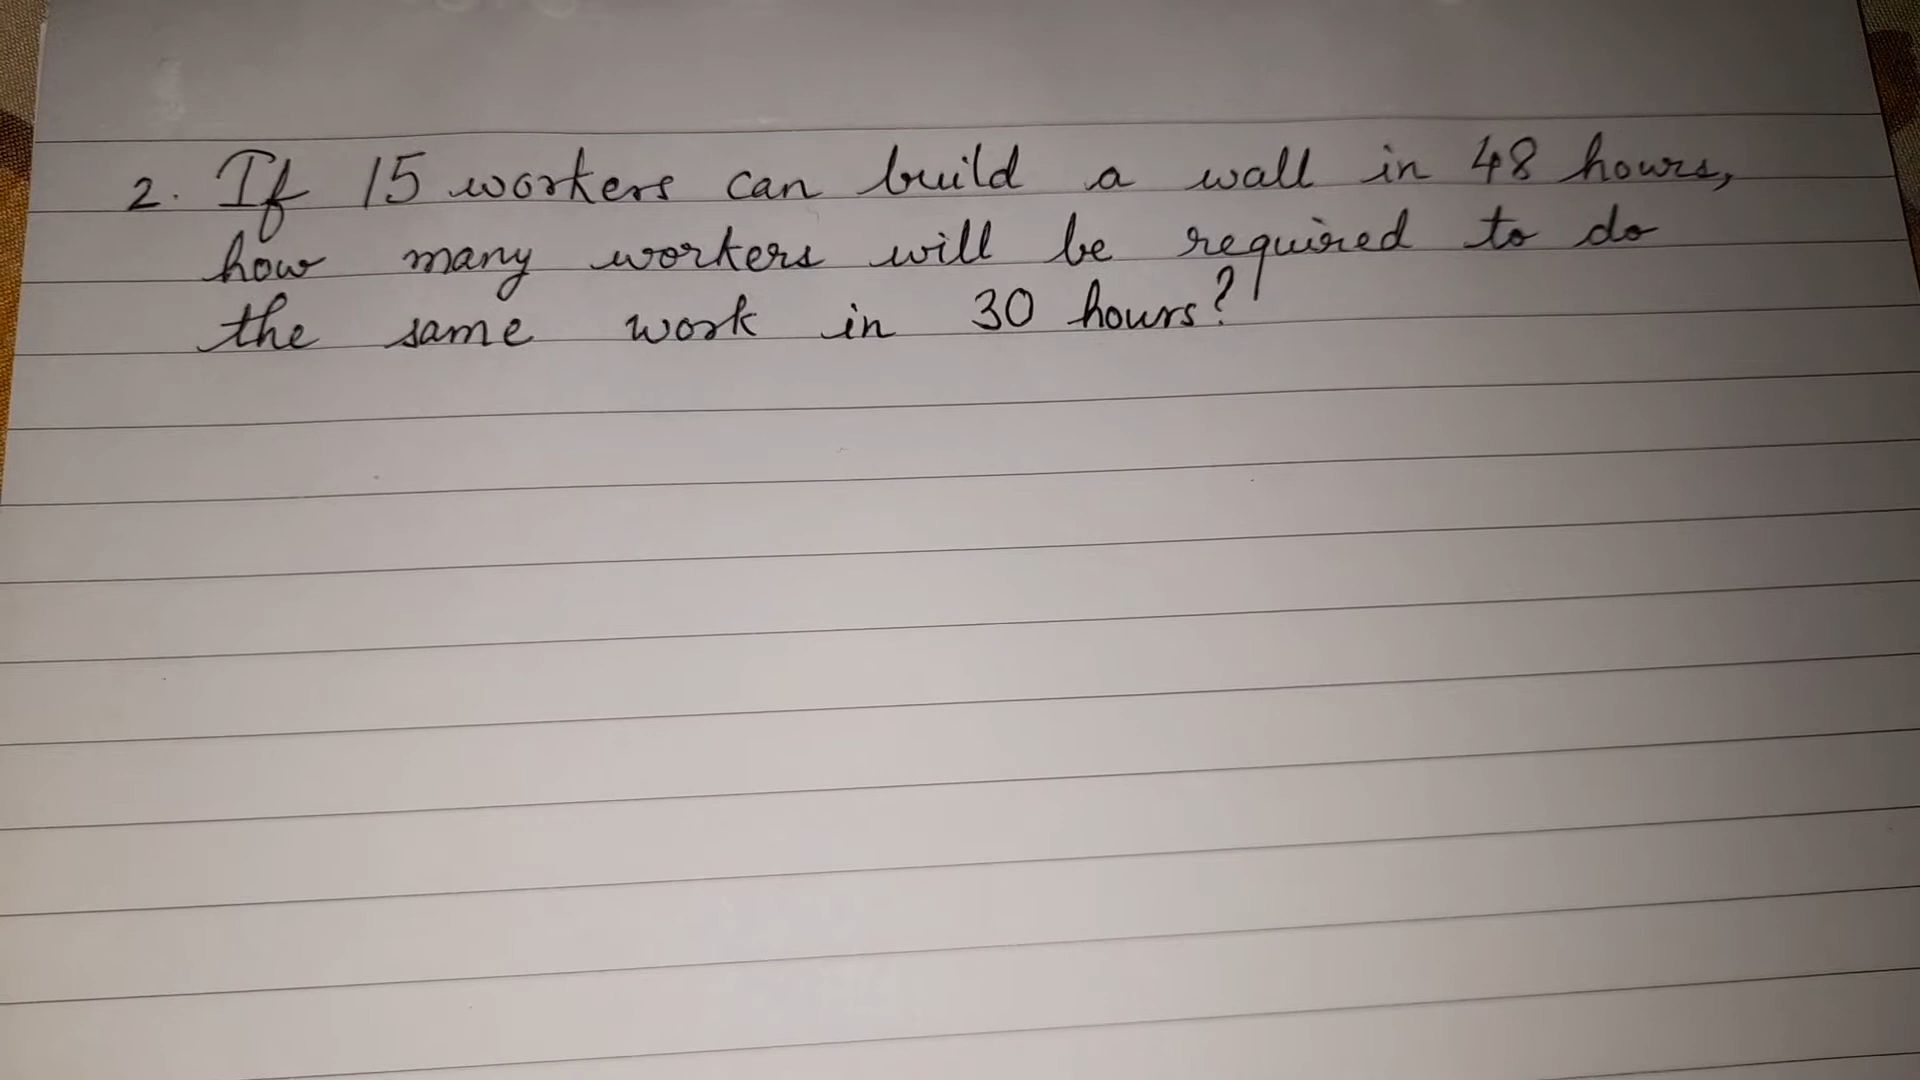 2. If 15 workers can build a wall in 48 hours,
how many workers will be required to do
the same work in 30 hours?